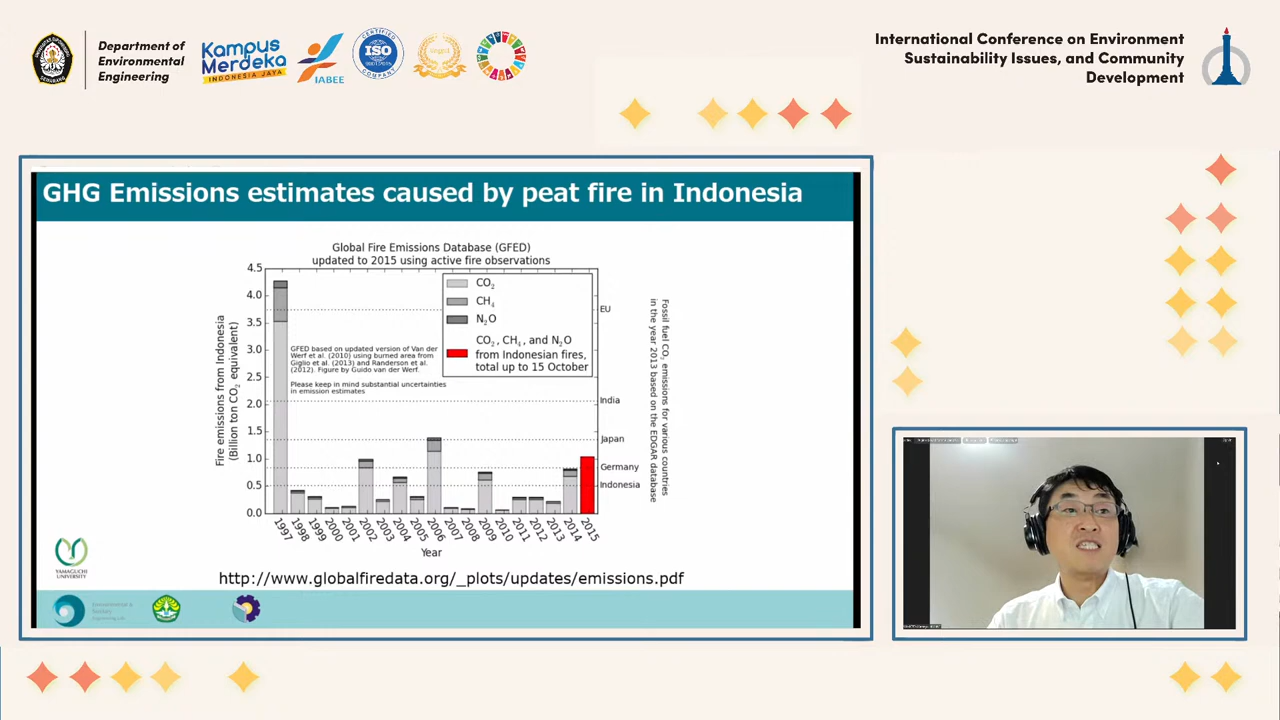 Department of
Environmental
Engineering
Kampus
Merdeka
INDONESIA JAYA
IABEE
CERTIFIED
ISO
9001:2015
COMPANY
International Conference on Environment
Sustainability Issues, and Community
Development
GHG Emissions estimates caused by peat fire in Indonesia
Global Fire Emissions Database (GFED)
updated to 2015 using active fire observations
Fire emissions from Indonesia
(Billion ton CO₂ equivalent)
4.5
4.0
3.5
3.0
2.5
2.0
1.5
1.0
0.5
0.0
CO₂
CH₄
N₂O
CO₂, CH₄, and N₂O
from Indonesian fires,
total up to 15 October
GFED based on updated version of Van der
Werf et al. (2010) using burned area from
Giglio et al. (2013) and Randerson et al.
(2012). Figure by Guido van der Werf.
Please keep in mind substantial uncertainties
in emission estimates
EU
India
Japan
Germany
Indonesia
Fossil fuel CO₂ emissions for various countries
in the year 2013 based on the EDGAR database
1997
1998
1999
2000
2001
2002
2003
2004
2005
2006
2007
2008
2009
2010
2011
2012
2013
2014
2015
Year
http://www.globalfiredata.org/_plots/updates/emissions.pdf
YAMAGUCHI
UNIVERSITY